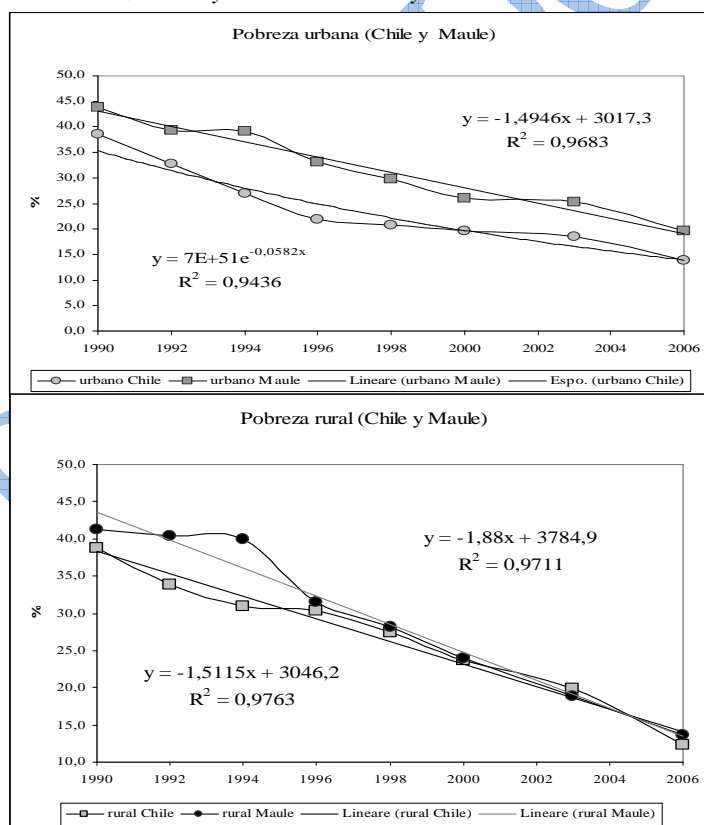 Pobreza urbana (Chile y Maule)
50,0
45,0
40,0
35,0
30,0
25,0
20,0
15,0
10,0
5,0
0,0
%
y = -1,4946x + 3017,3
R² = 0,9683
y = 7E+51e^-0,0582x
R² = 0,9436
1990 1992 1994 1996 1998 2000 2002 2004 2006
urbano Chile urbano Maule Lineare (urbano Maule) Espo. (urbano Chile)
Pobreza rural (Chile y Maule)
50,0
45,0
40,0
35,0
30,0
25,0
20,0
15,0
10,0
%
y = -1,88x + 3784,9
R² = 0,9711
y = -1,5115x + 3046,2
R² = 0,9763
1990 1992 1994 1996 1998 2000 2002 2004 2006
rural Chile rural Maule Lineare (rural Chile) Lineare (rural Maule)